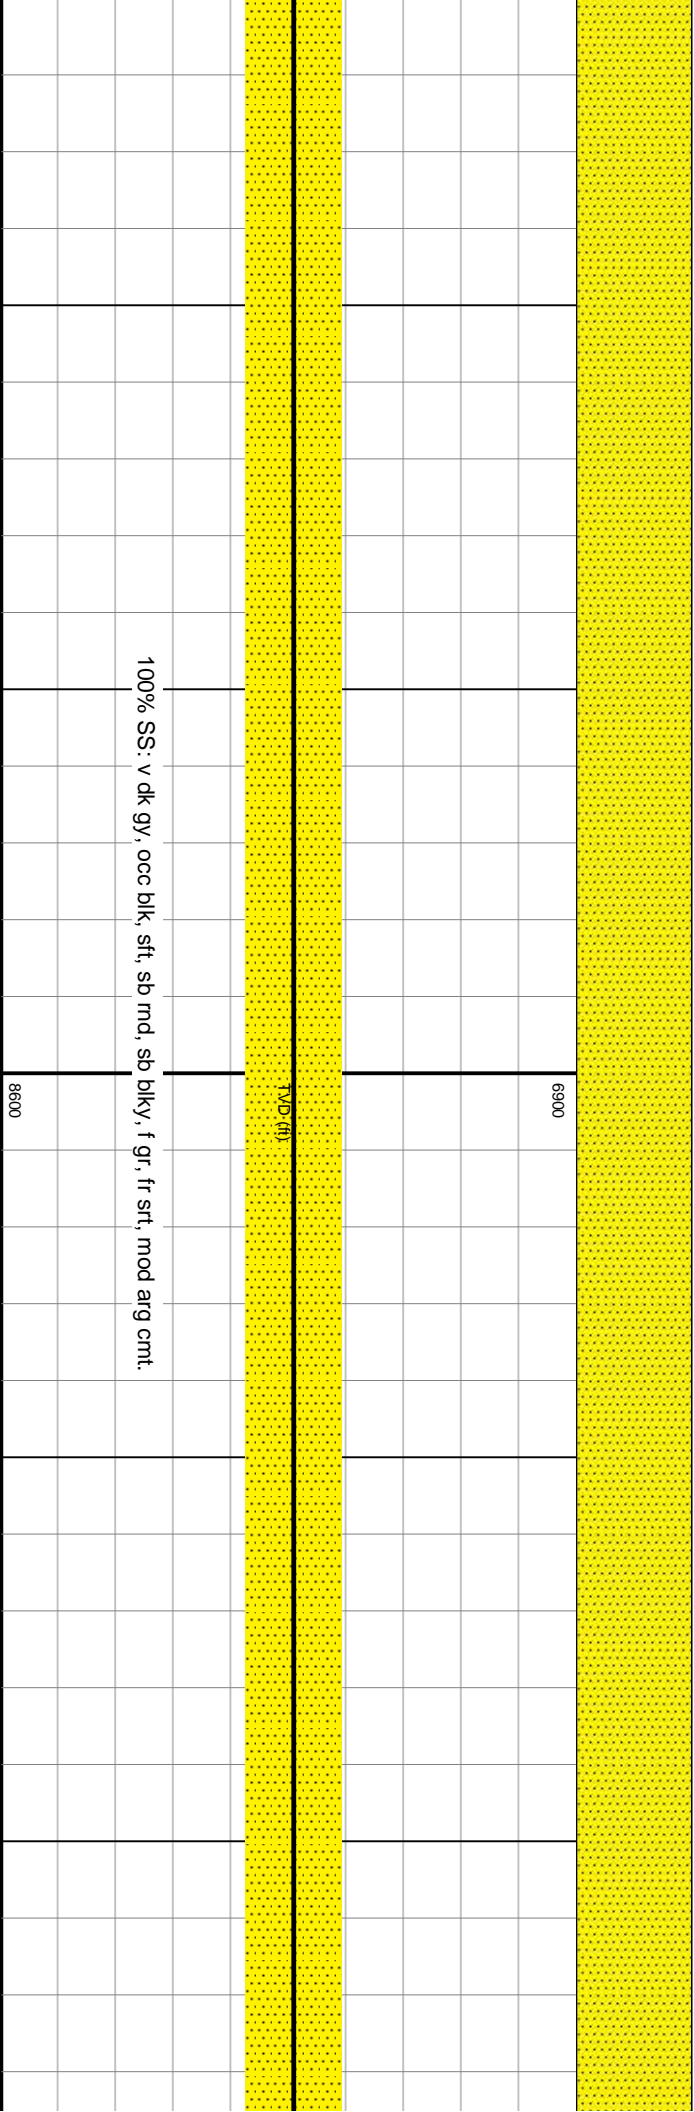 6900
TVD (ft)
100% SS: v dk gy, occ blk, sft, sb rnd, sb blky, f gr, fr srt, mod arg cmt.
8600